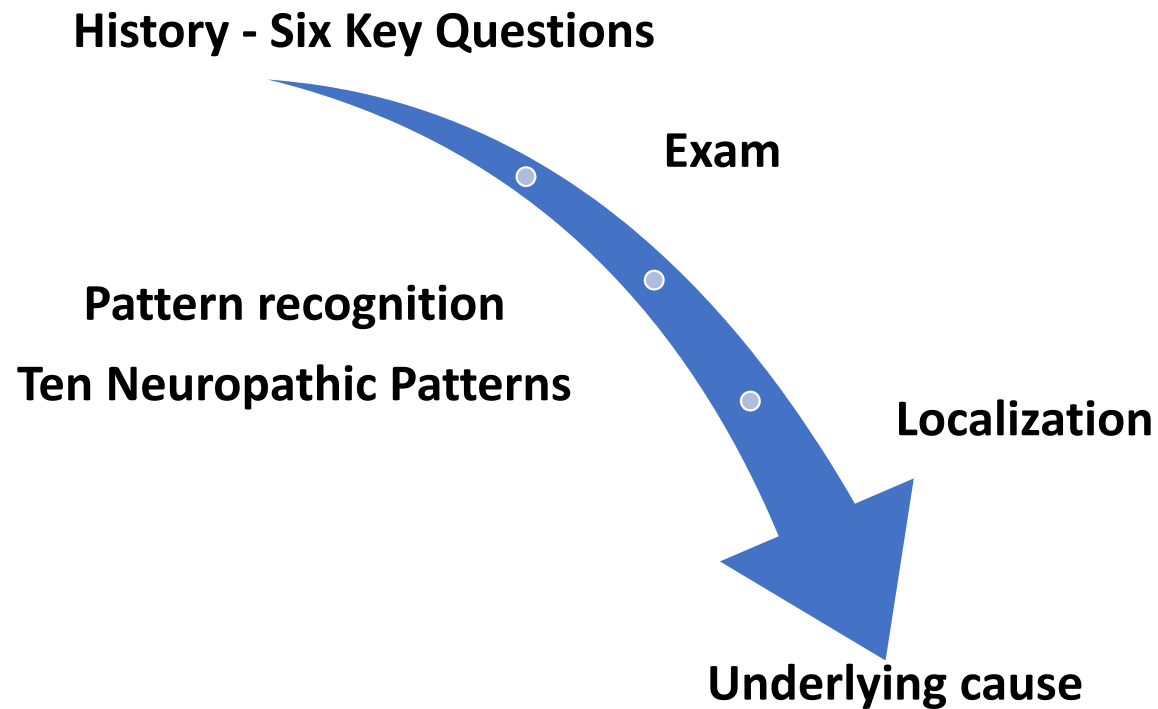 History - Six Key Questions
Exam
Pattern recognition
Ten Neuropathic Patterns
Localization
Underlying cause